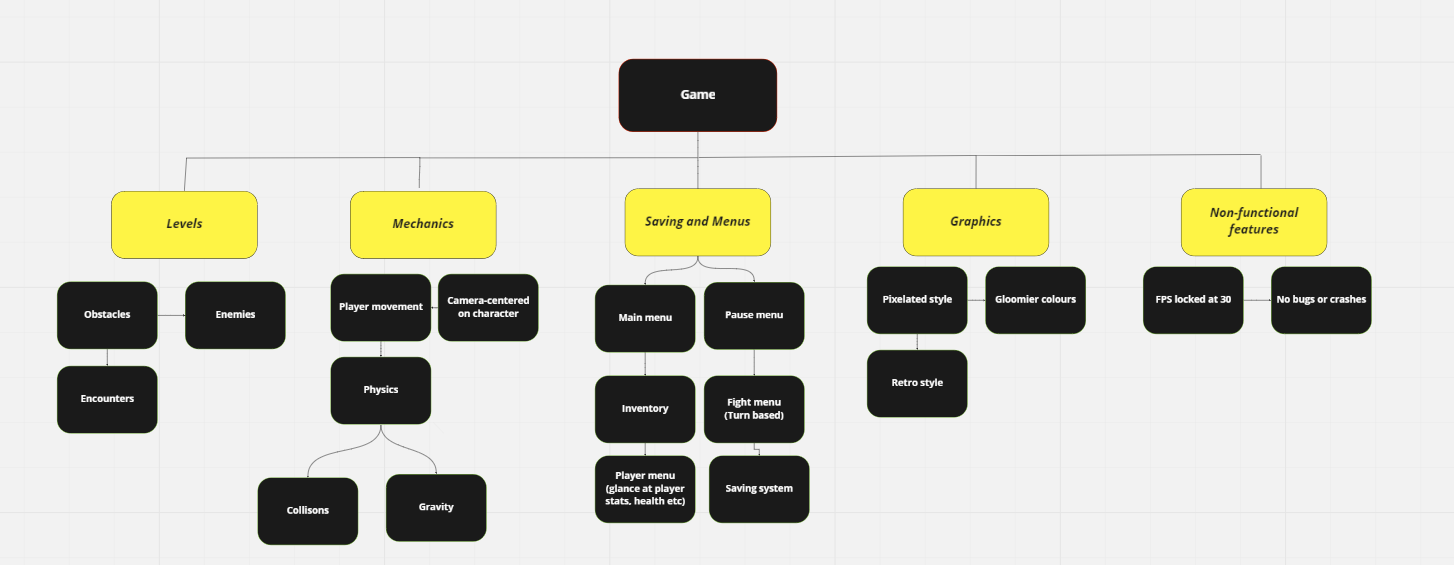 Game
Levels
Mechanics
Saving and Menus
Graphics
Non-functional
features
Obstacles
Enemies
Encounters
Player movement
Camera-centered
on character
Physics
Collisons
Gravity
Main menu
Pause menu
Inventory
Fight menu
(Turn based)
Player menu
(glance at player
stats, health etc)
Saving system
Pixelated style
Gloomier colours
Retro style
FPS locked at 30
No bugs or crashes